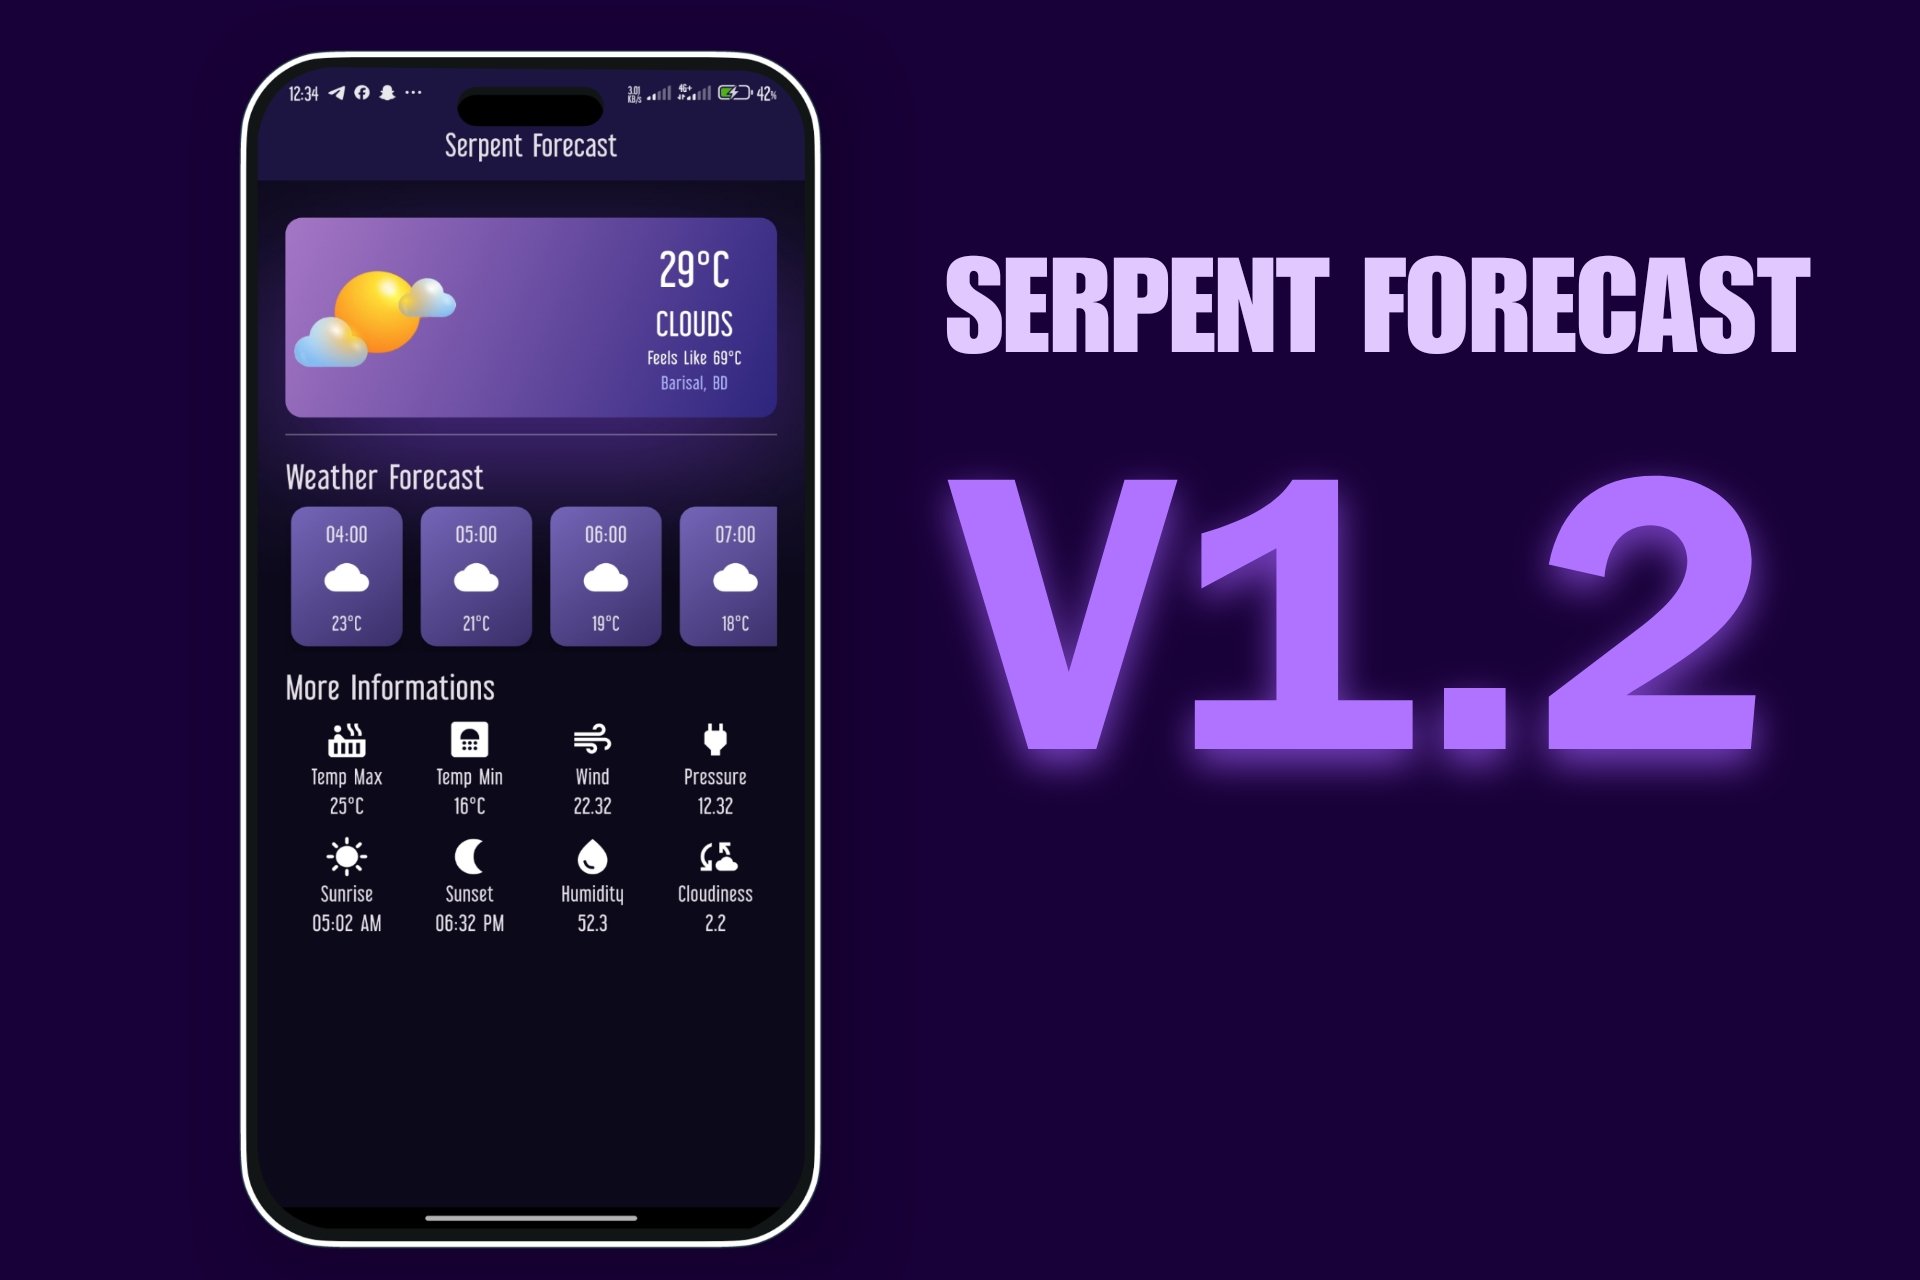 12:34 ... 3.01 KB/s 4G+ 42%
Serpent Forecast
29°C
CLOUDS
Feels Like 69°C
Barisal, BD
Weather Forecast
04:00 05:00 06:00 07:00
23°C 21°C 19°C 18°C
More Informations
Temp Max Temp Min Wind Pressure
25°C 16°C 22.32 12.32
Sunrise Sunset Humidity Cloudiness
05:02 AM 06:32 PM 52.3 2.2
SERPENT FORECAST
V1.2